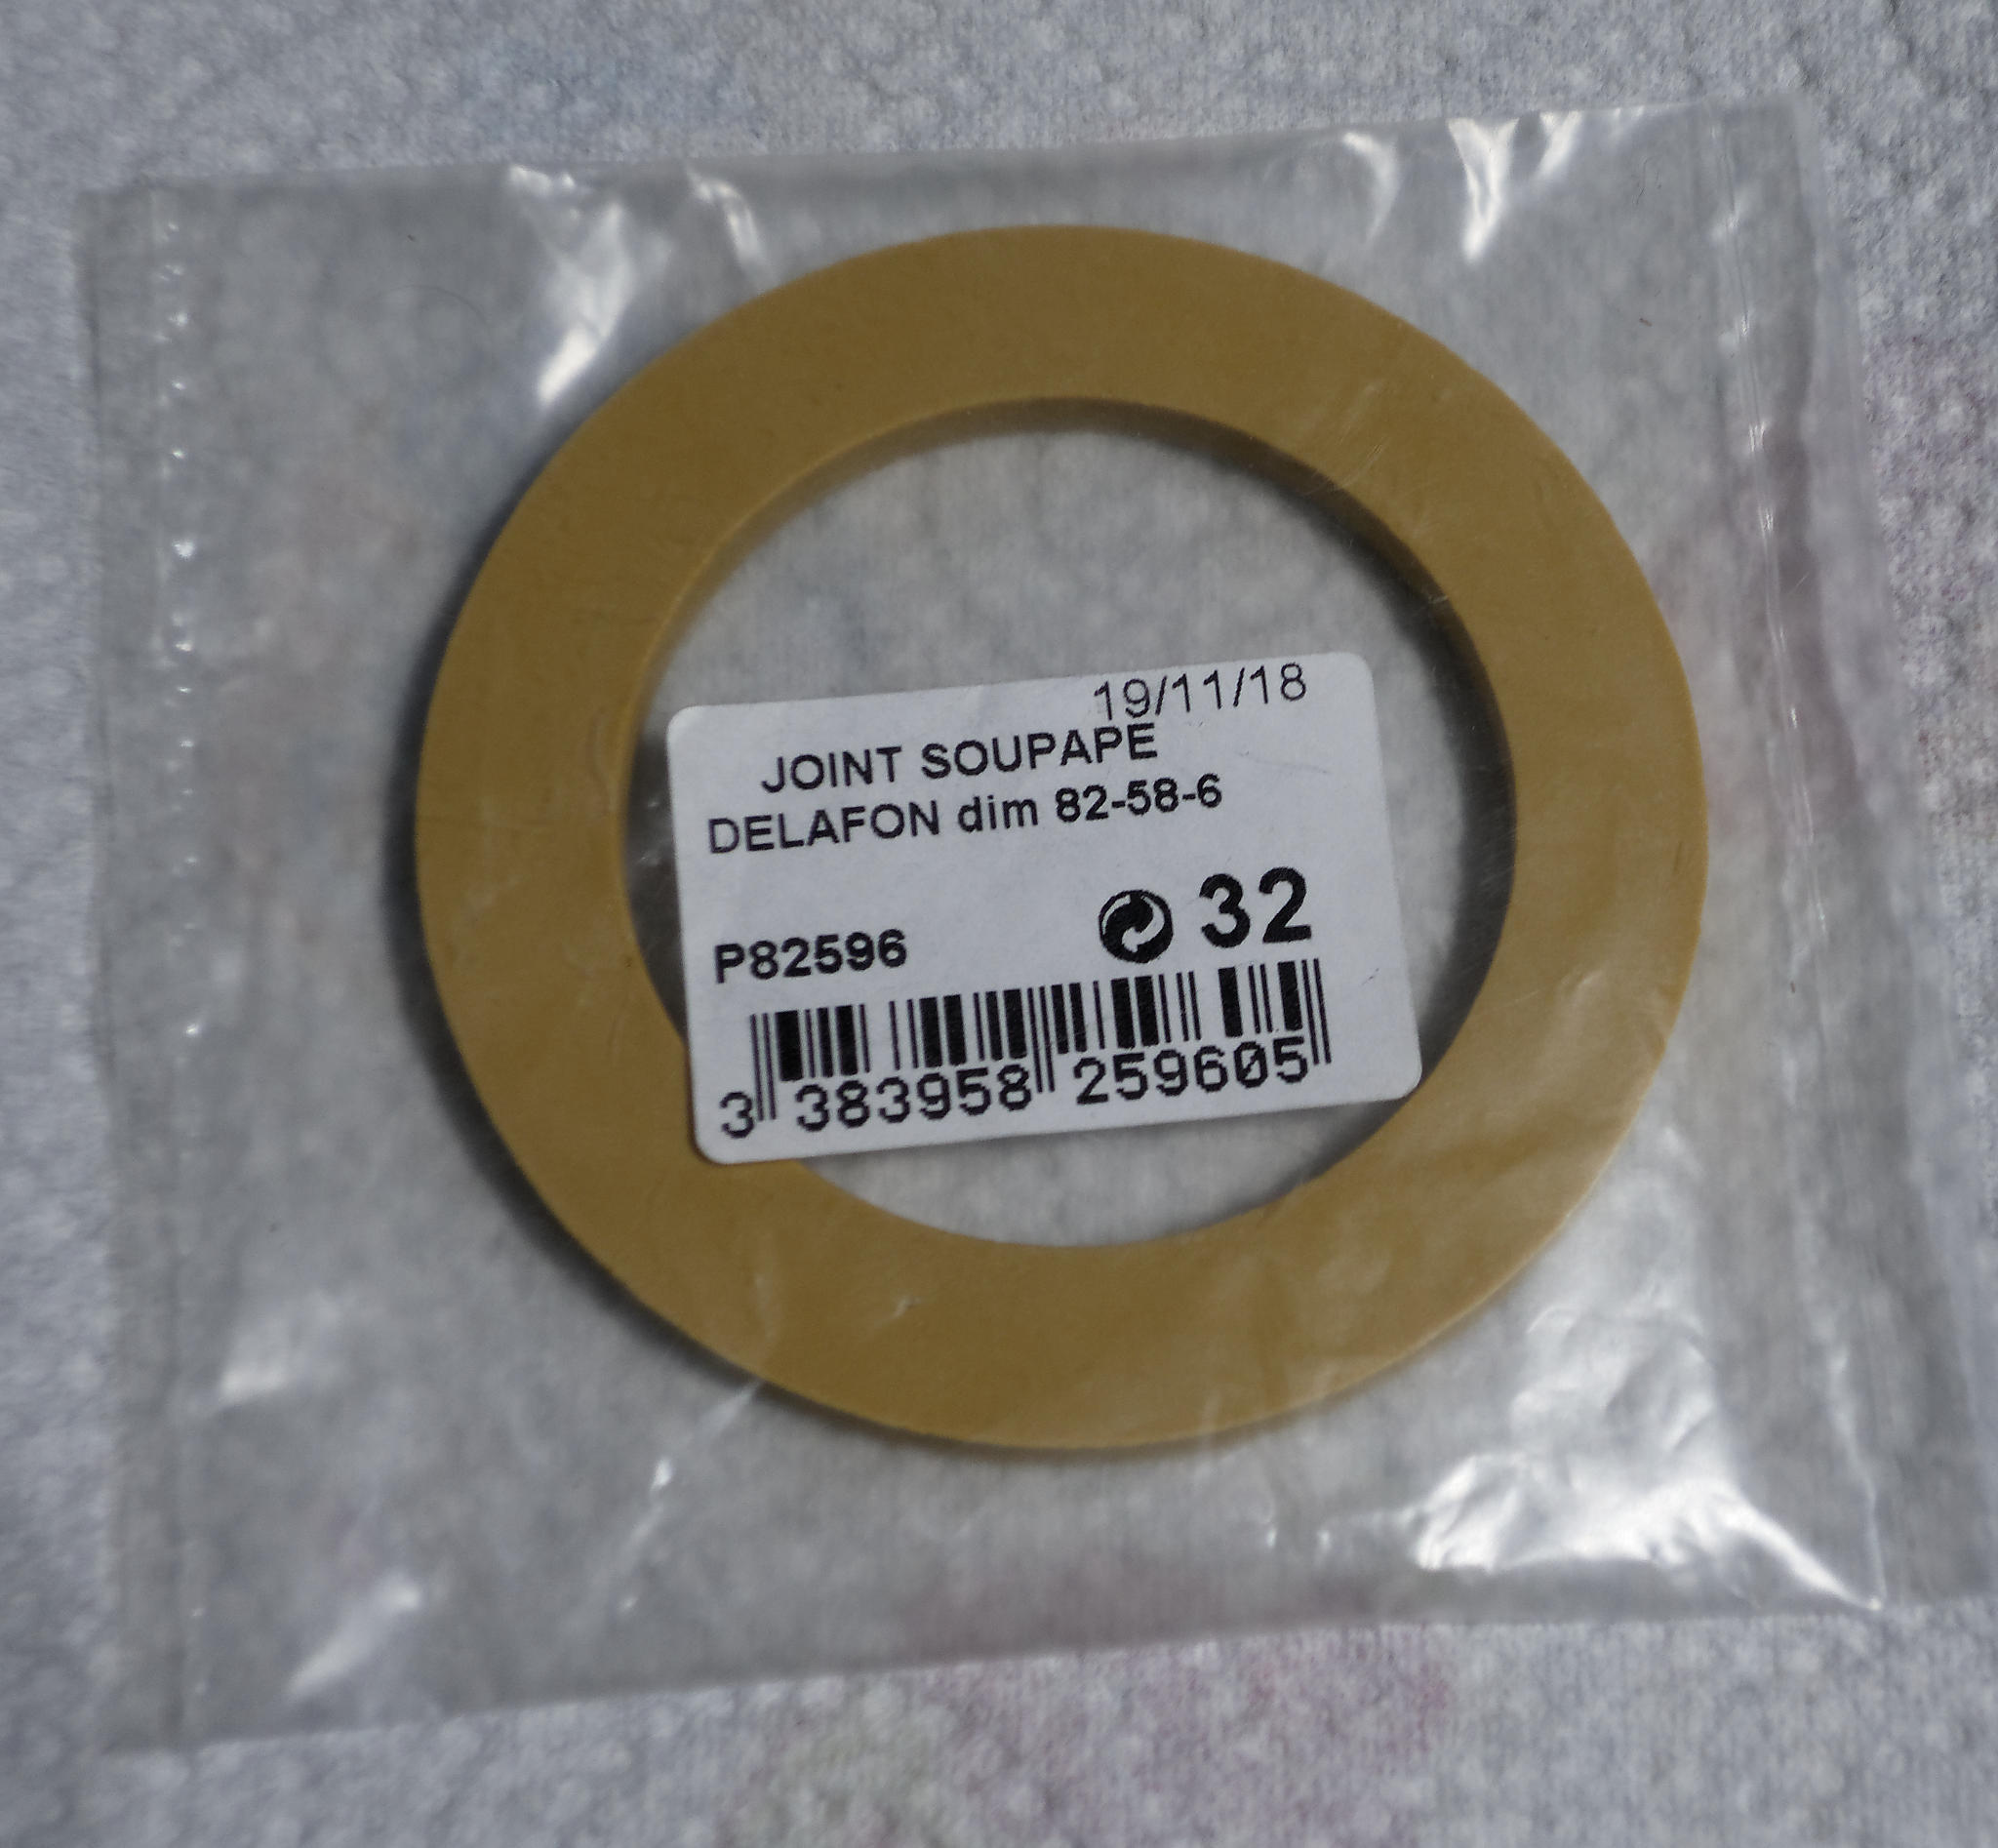 19/11/18
JOINT SOUPAPE
DELAFON dim 82-58-6
P82596 32
3 383958 259605